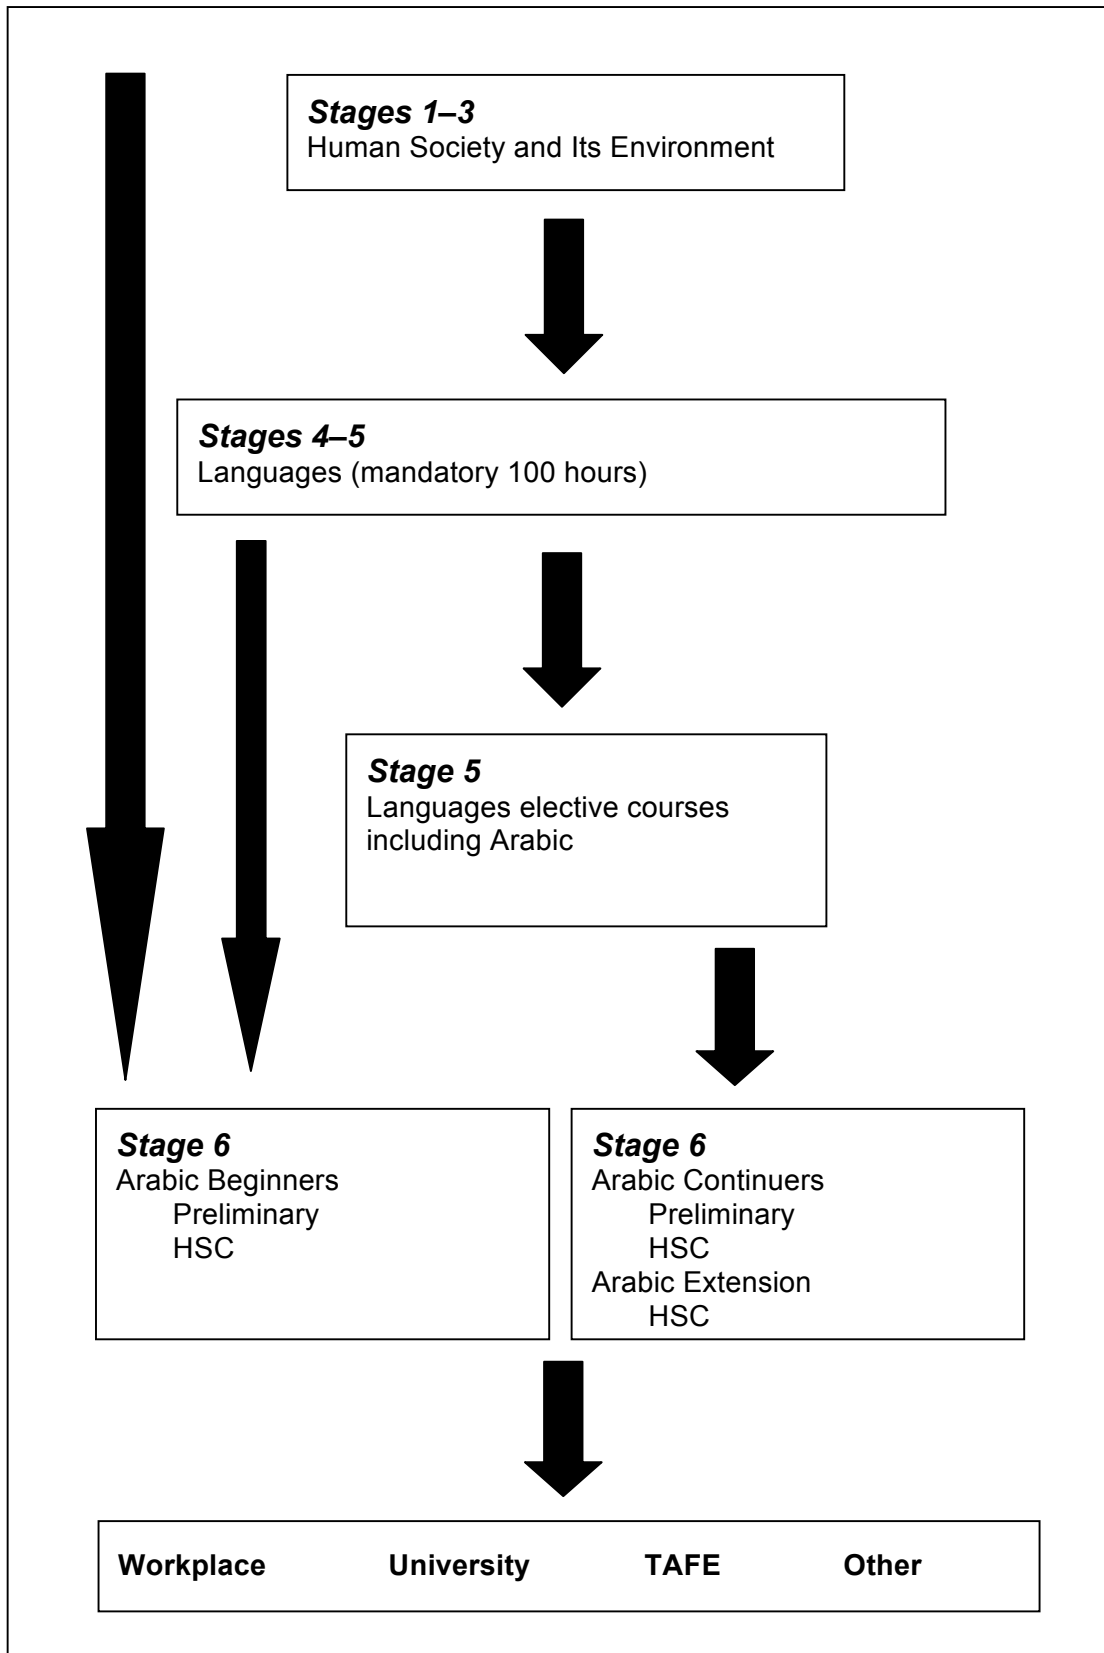 Stages 1–3
Human Society and Its Environment
Stages 4–5
Languages (mandatory 100 hours)
Stage 5
Languages elective courses
including Arabic
Stage 6
Arabic Beginners
Preliminary
HSC
Stage 6
Arabic Continuers
Preliminary
HSC
Arabic Extension
HSC
Workplace University TAFE Other